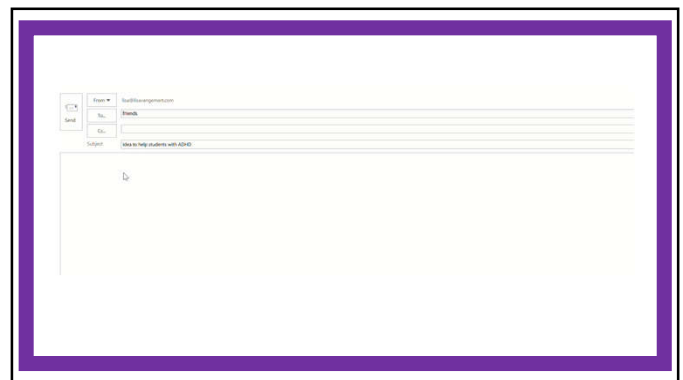 From ▼
To...
Friends
Send
Cc...
Subject
Idea to help students with ADHD